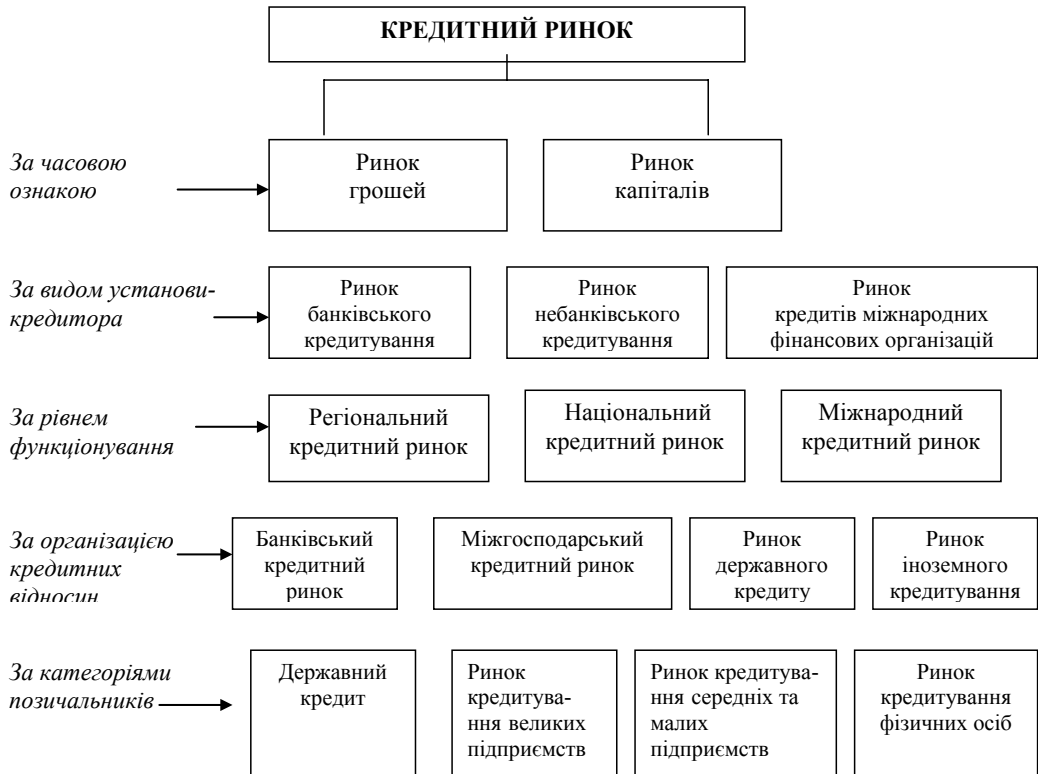 КРЕДИТНИЙ РИНОК
За часовою
ознакою
Ринок
грошей
Ринок
капіталів
За видом установи-
кредитора
Ринок
банківського
кредитування
Ринок
небанківського
кредитування
Ринок
кредитів міжнародних
фінансових організацій
За рівнем
функціонування
Регіональний
кредитний ринок
Національний
кредитний ринок
Міжнародний
кредитний ринок
За організацією
кредитних
відносин
Банківський
кредитний
ринок
Міжгосподарський
кредитний ринок
Ринок
державного
кредиту
Ринок
іноземного
кредитування
За категоріями
позичальників
Державний
кредит
Ринок
кредитува-
ння великих
підприємств
Ринок кредитува-
ння середніх та
малих
підприємств
Ринок
кредитування
фізичних осіб